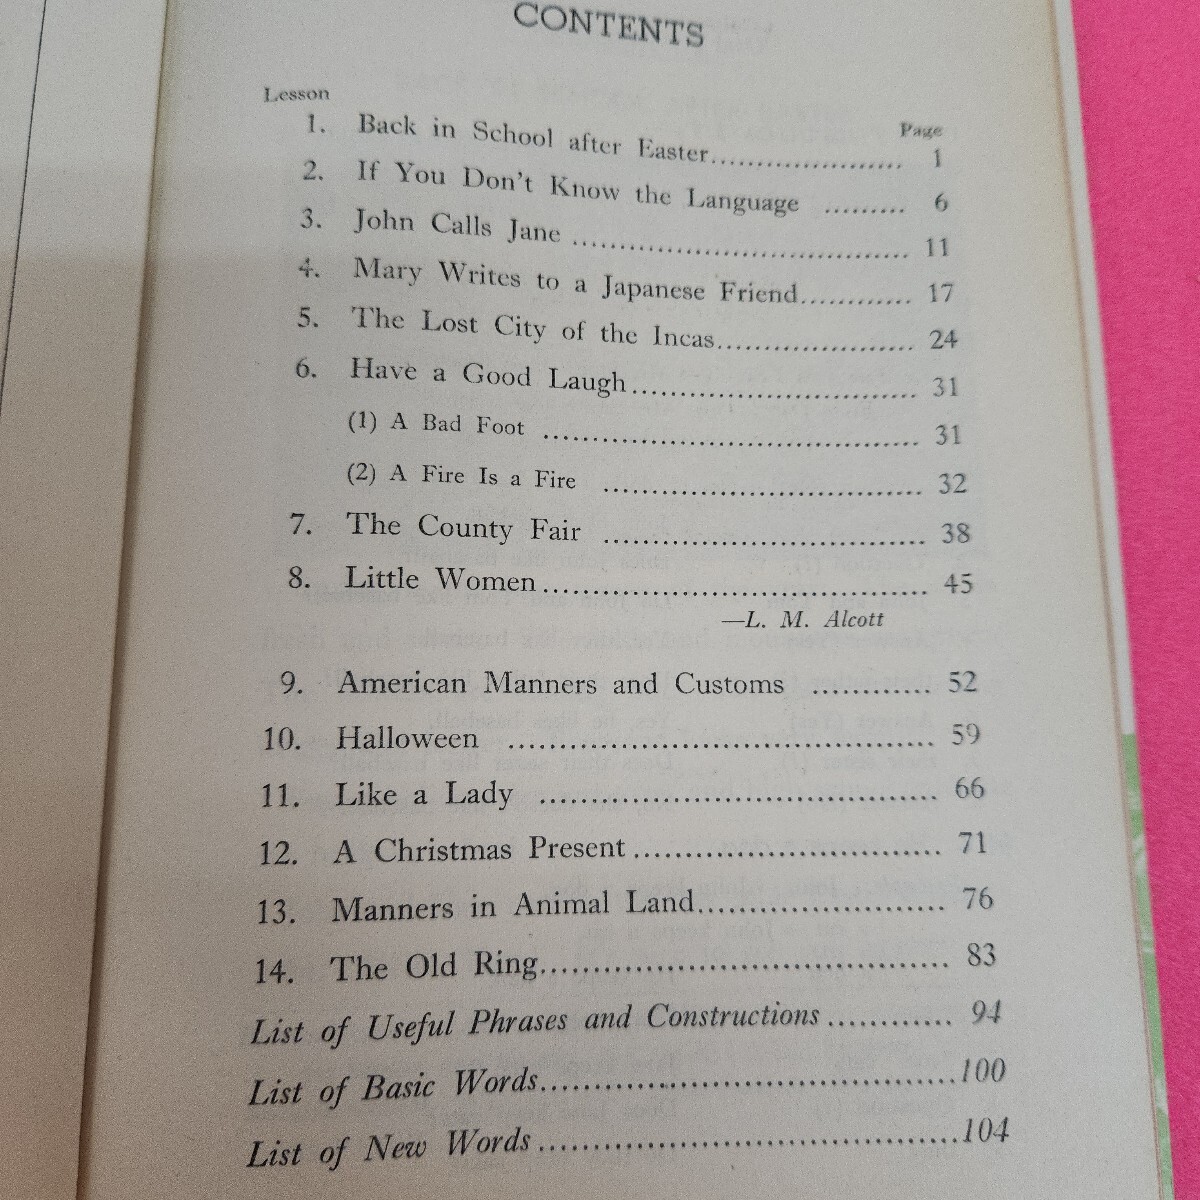 CONTENTS
Lesson Page
1. Back in School after Easter..................... 1
2. If You Don't Know the Language ......... 6
3. John Calls Jane .................................. 11
4. Mary Writes to a Japanese Friend............ 17
5. The Lost City of the Incas..................... 24
6. Have a Good Laugh............................. 31
(1) A Bad Foot ...................................... 31
(2) A Fire Is a Fire ................................. 32
7. The County Fair ................................. 38
8. Little Women....................................... 45
—L. M. Alcott
9. American Manners and Customs ............ 52
10. Halloween .......................................... 59
11. Like a Lady ....................................... 66
12. A Christmas Present.............................. 71
13. Manners in Animal Land........................ 76
14. The Old Ring....................................... 83
List of Useful Phrases and Constructions ............ 94
List of Basic Words.......................................... 100
List of New Words .......................................... 104